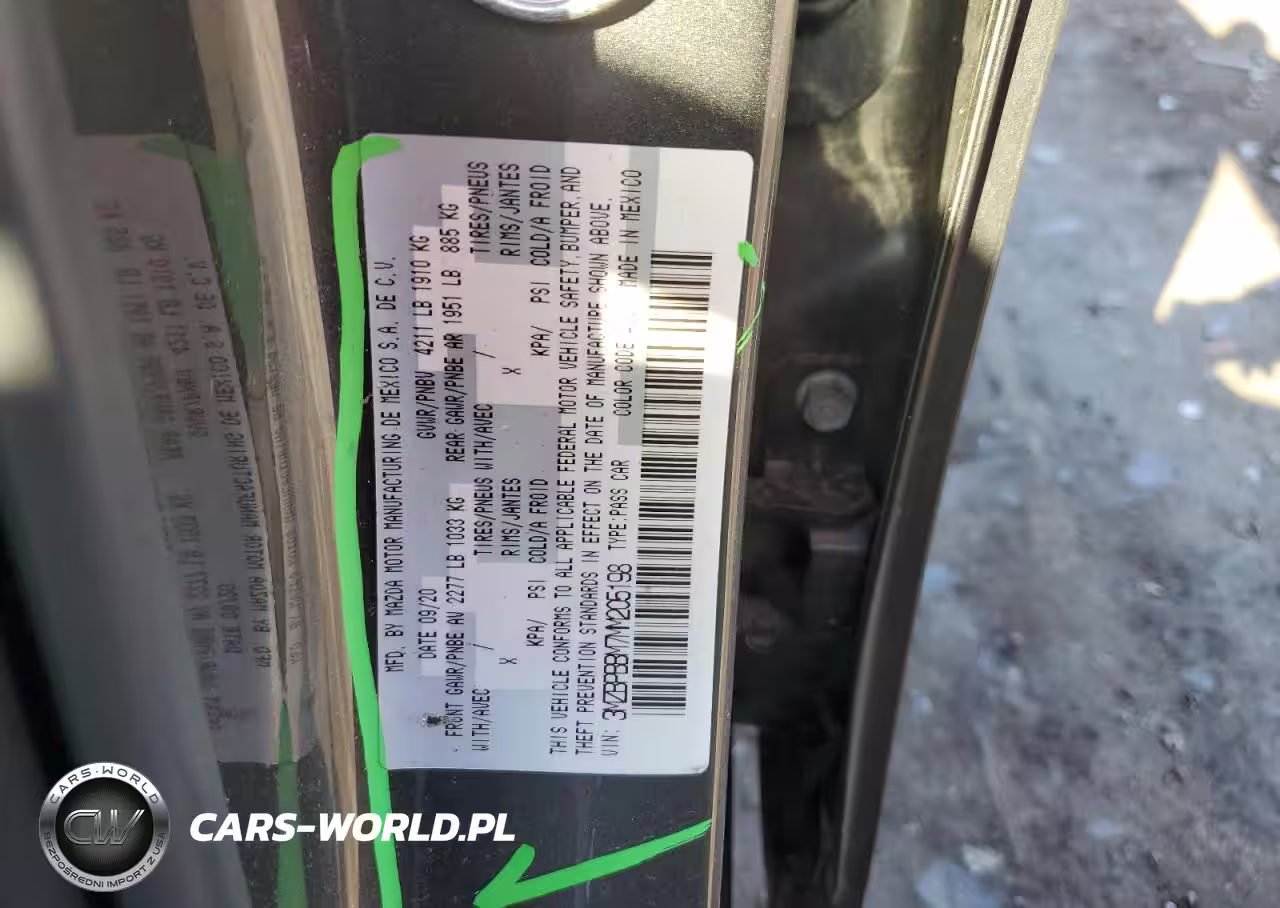 MFD. BY MAZDA MOTOR MANUFACTURING DE MEXICO S.A. DE C.V.
DATE 09/20 GVWR/PNBV 4211 LB 1910 KG
FRONT GAWR/PNBE AV 2277 LB 1033 KG REAR GAWR/PNBE AR 1951 LB 885 KG
WITH/AVEC / TIRES/PNEUS WITH/AVEC / TIRES/PNEUS
X RIMS/JANTES X RIMS/JANTES
KPA/ PSI COLD/A FROID KPA/ PSI COLD/A FROID
THIS VEHICLE CONFORMS TO ALL APPLICABLE FEDERAL MOTOR VEHICLE SAFETY, BUMPER, AND
THEFT PREVENTION STANDARDS IN EFFECT ON THE DATE OF MANUFACTURE SHOWN ABOVE.
VIN: 3MZBPBBM7MM205198 TYPE:PASS CAR COLOR CODE MADE IN MEXICO
CARS-WORLD
CW
BEZPOŚREDNI IMPORT Z USA
CARS-WORLD.PL